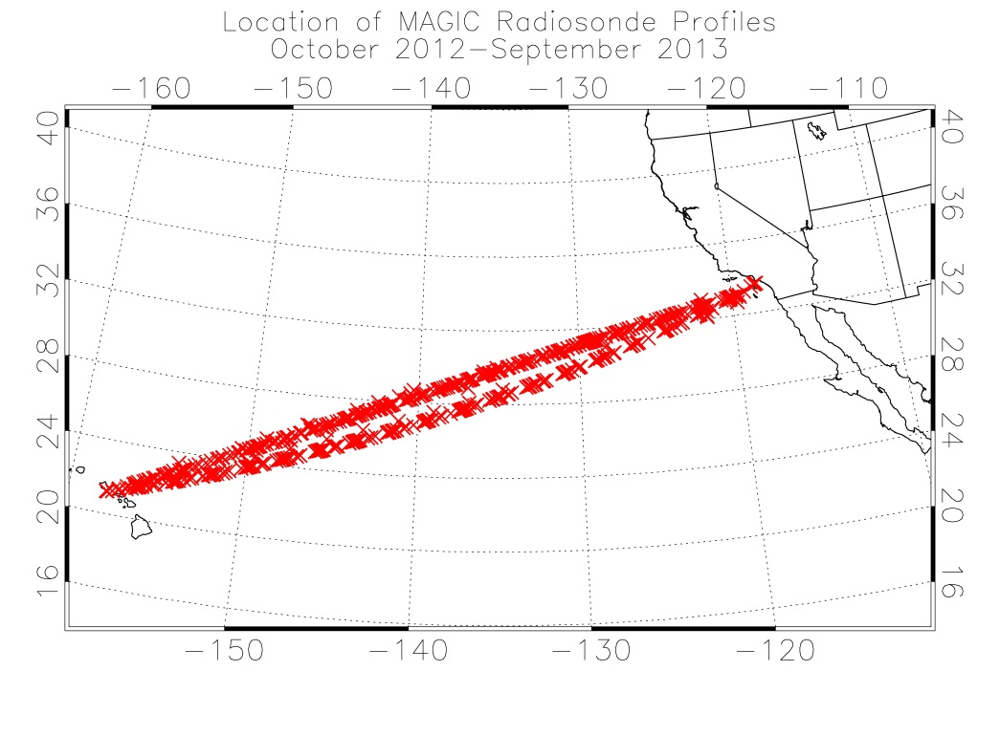 Location of MAGIC Radiosonde Profiles
October 2012-September 2013
-160 -150 -140 -130 -120 -110
40 40
36 36
32 32
28 28
24 24
20 20
16 16
-150 -140 -130 -120